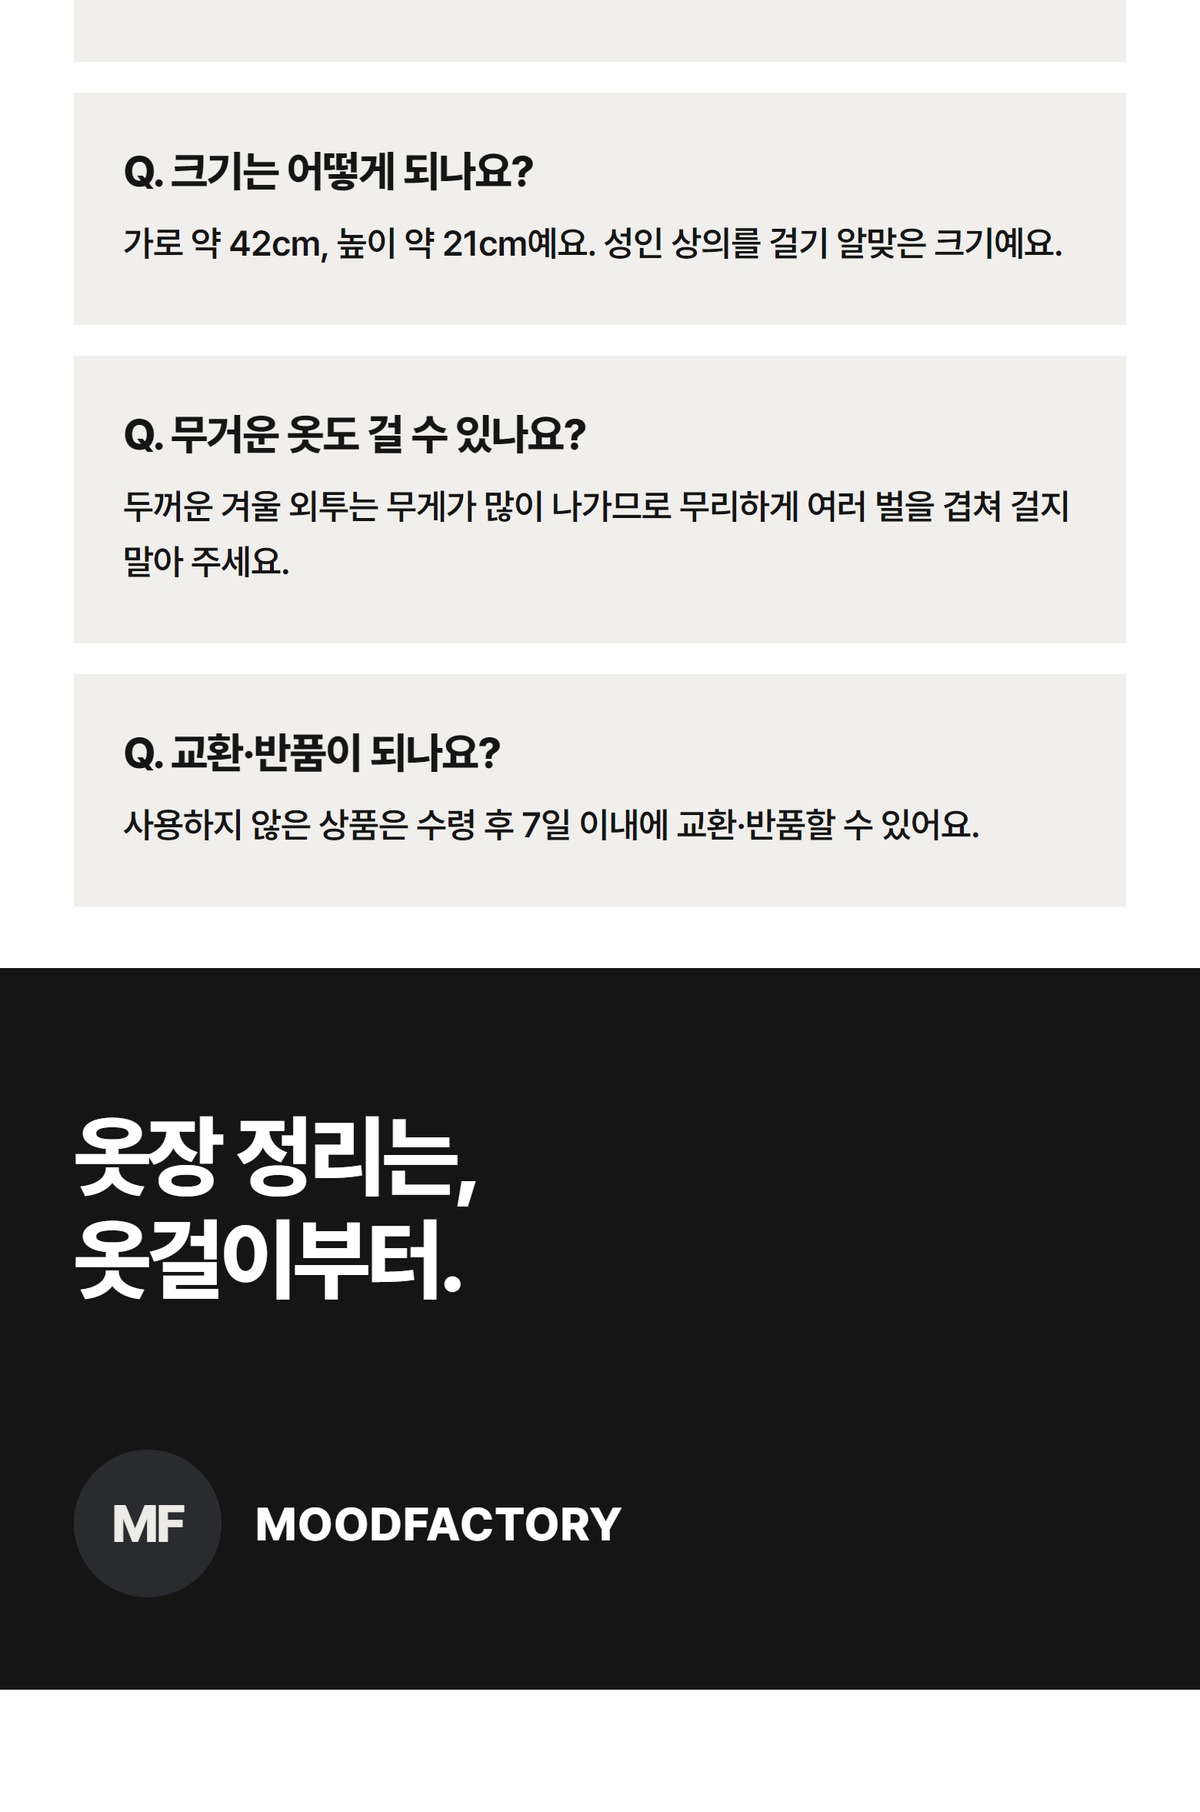 Q. 크기는 어떻게 되나요?
가로 약 42cm, 높이 약 21cm예요. 성인 상의를 걸기 알맞은 크기예요.
Q. 무거운 옷도 걸 수 있나요?
두꺼운 겨울 외투는 무게가 많이 나가므로 무리하게 여러 벌을 겹쳐 걸지
말아 주세요.
Q. 교환·반품이 되나요?
사용하지 않은 상품은 수령 후 7일 이내에 교환·반품할 수 있어요.
옷장 정리는,
옷걸이부터.
MF MOODFACTORY